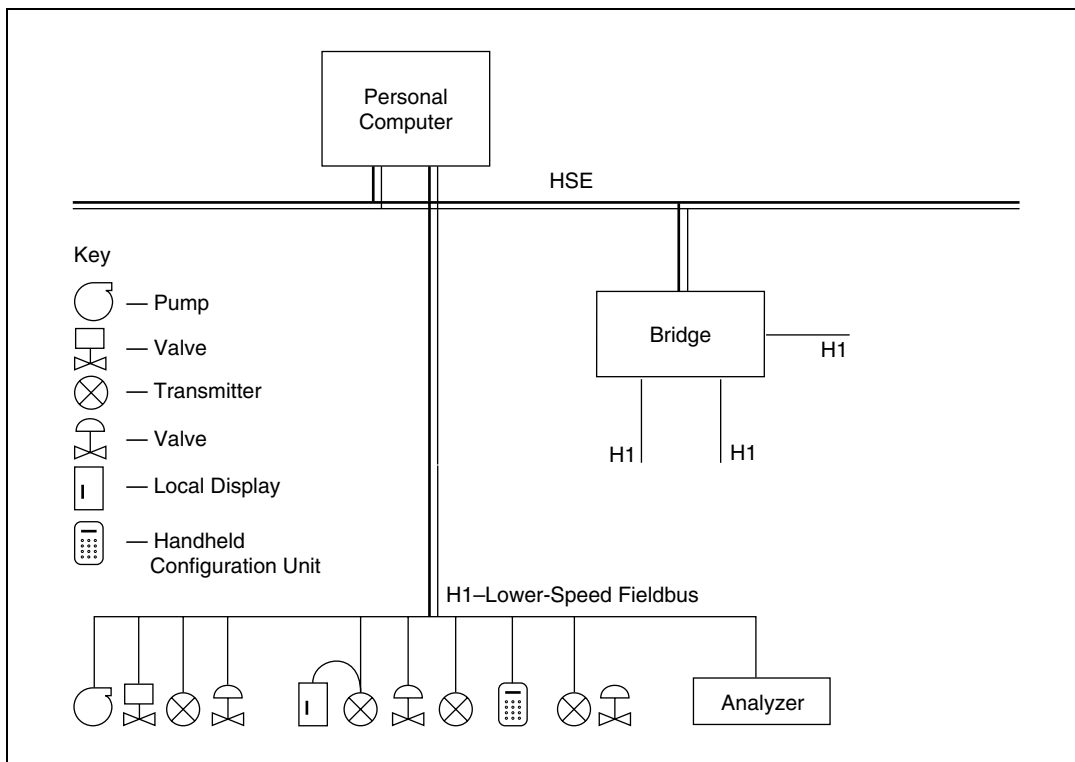 Personal
Computer
HSE
Key
— Pump
— Valve
— Transmitter
— Valve
— Local Display
— Handheld
Configuration Unit
Bridge
H1
H1
H1
H1–Lower-Speed Fieldbus
Analyzer